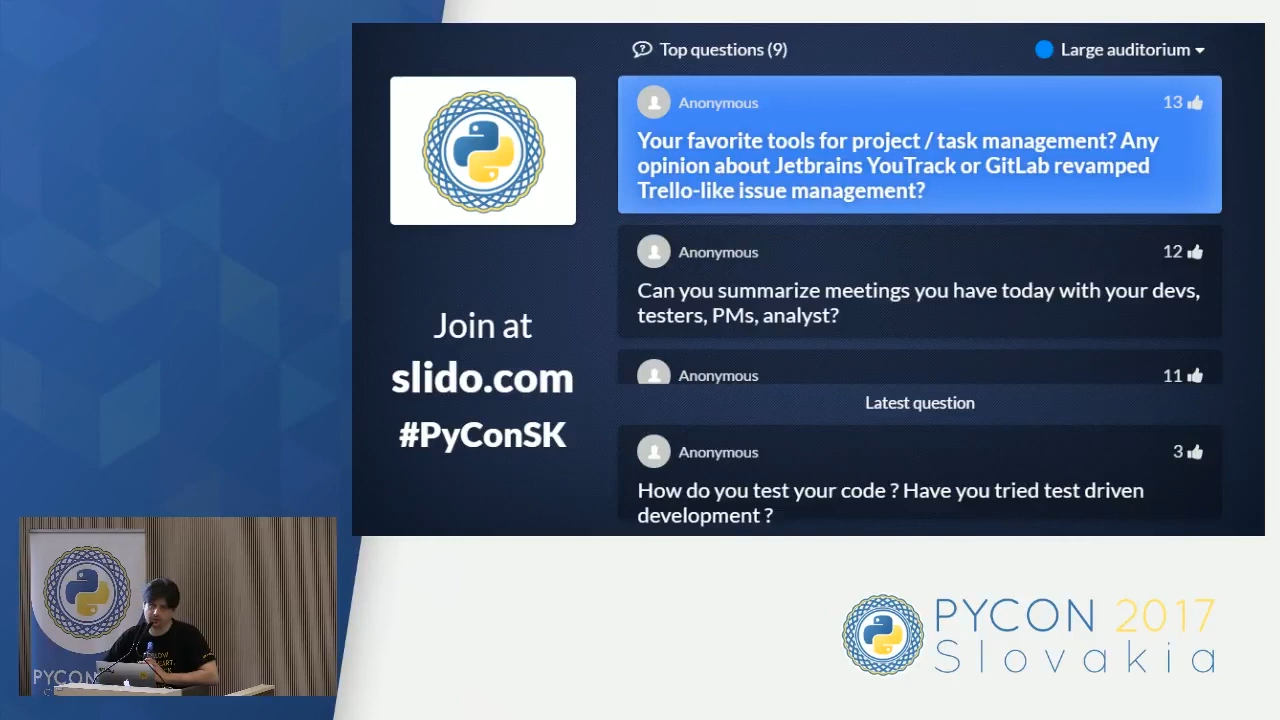 Top questions (9)
Large auditorium
Anonymous
13
Your favorite tools for project / task management? Any
opinion about Jetbrains YouTrack or GitLab revamped
Trello-like issue management?
Anonymous
12
Can you summarize meetings you have today with your devs,
testers, PMs, analyst?
Anonymous
11
Latest question
Anonymous
3
How do you test your code ? Have you tried test driven
development ?
Join at
slido.com
#PyConSK
PYCON
PYCON 2017
Slovakia